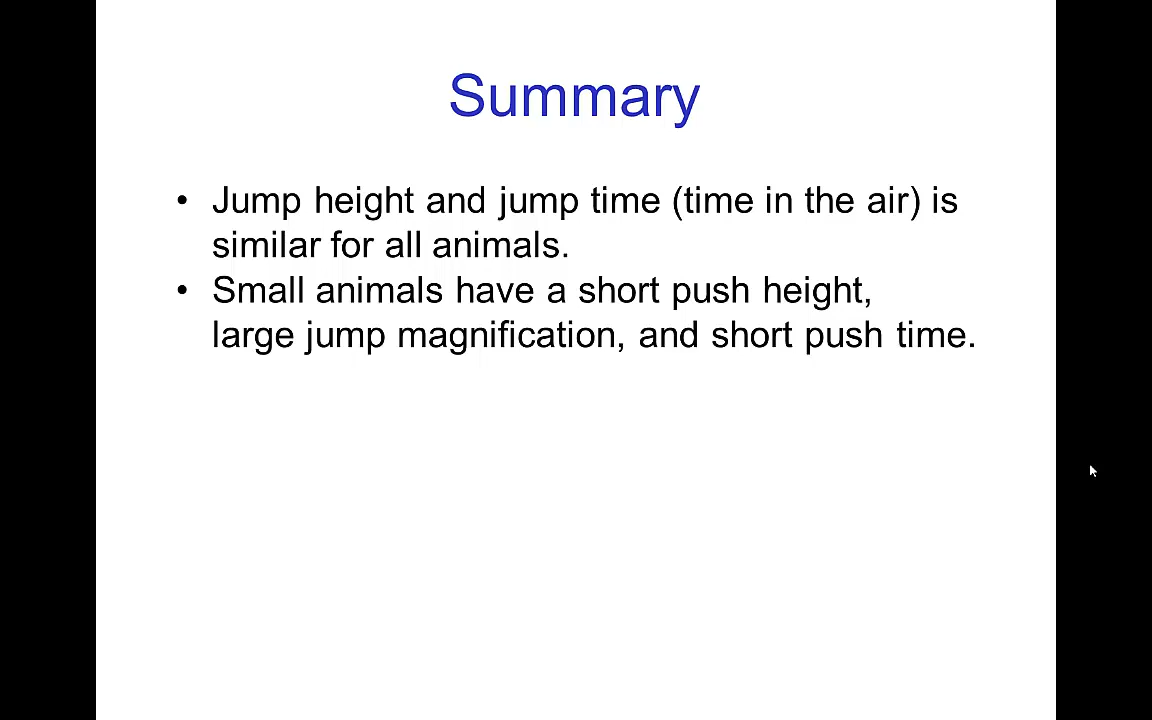 Summary
• Jump height and jump time (time in the air) is
similar for all animals.
• Small animals have a short push height,
large jump magnification, and short push time.